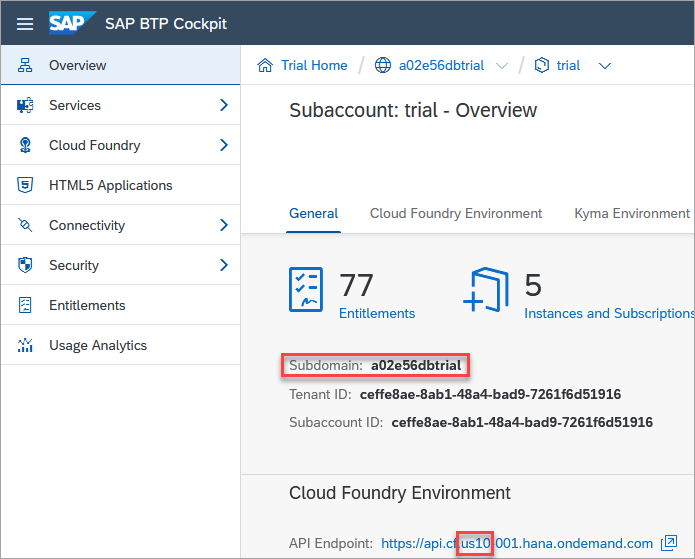 SAP SAP BTP Cockpit
Overview
Services
Cloud Foundry
HTML5 Applications
Connectivity
Security
Entitlements
Usage Analytics
Trial Home / a02e56dbtrial / trial
Subaccount: trial - Overview
General Cloud Foundry Environment Kyma Environment
77 5
Entitlements Instances and Subscriptions
Subdomain: a02e56dbtrial
Tenant ID: ceffe8ae-8ab1-48a4-bad9-7261f6d51916
Subaccount ID: ceffe8ae-8ab1-48a4-bad9-7261f6d51916
Cloud Foundry Environment
API Endpoint: https://api.cf.us10-001.hana.ondemand.com